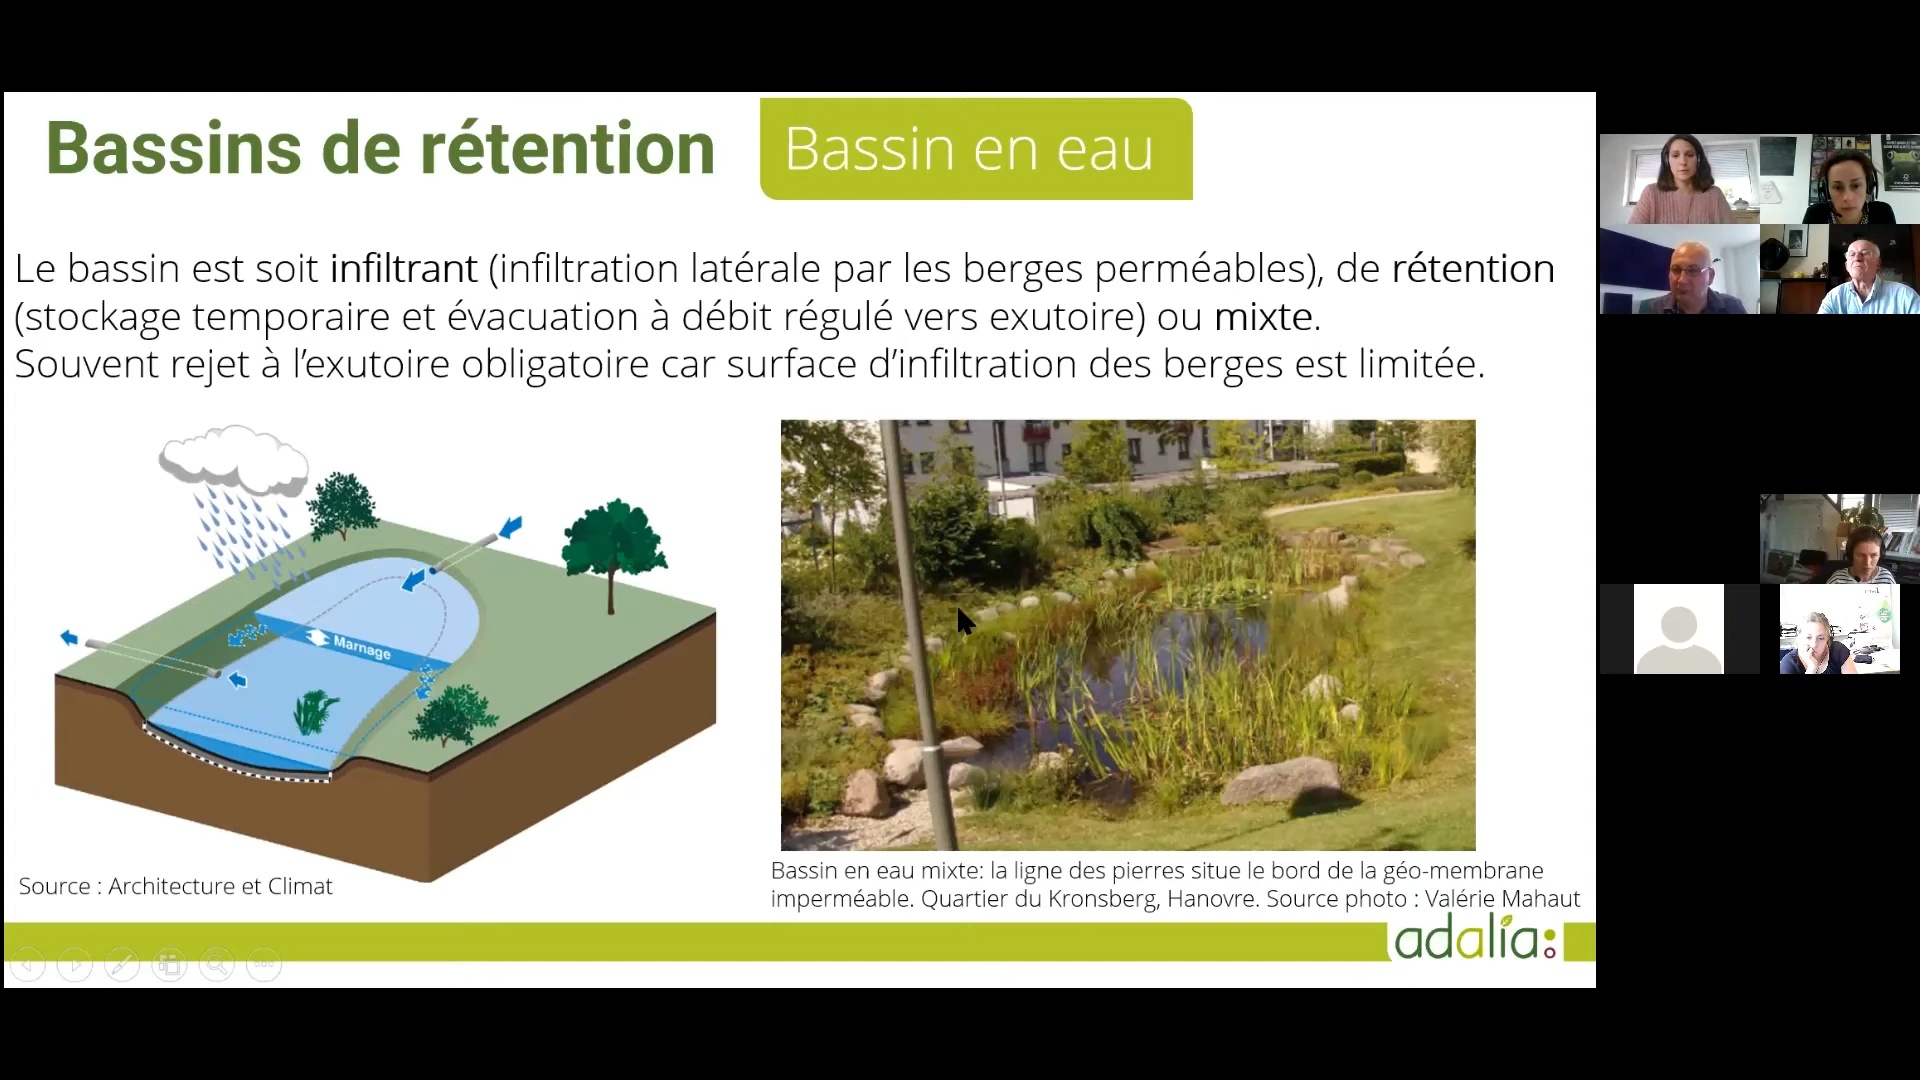 Bassins de rétention
Bassin en eau
Le bassin est soit infiltrant (infiltration latérale par les berges perméables), de rétention
(stockage temporaire et évacuation à débit régulé vers exutoire) ou mixte.
Souvent rejet à l’exutoire obligatoire car surface d’infiltration des berges est limitée.
Marnage
Source : Architecture et Climat
Bassin en eau mixte: la ligne des pierres situe le bord de la géo-membrane
imperméable. Quartier du Kronsberg, Hanovre. Source photo : Valérie Mahaut
adalia